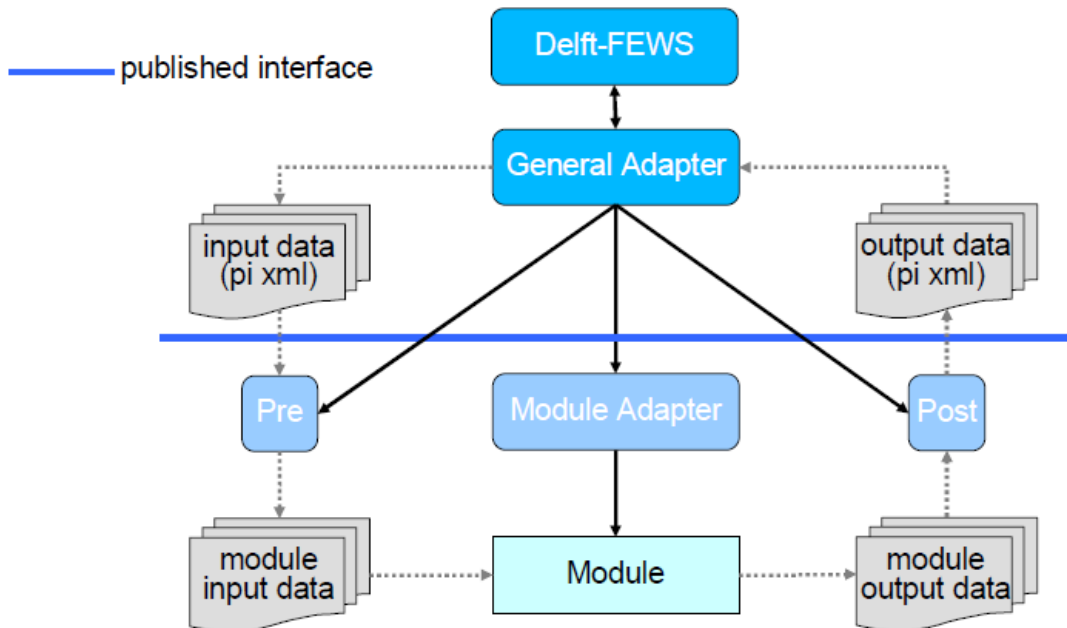 Delft-FEWS
published interface
General Adapter
input data
(pi xml)
output data
(pi xml)
Pre
Module Adapter
Post
module
input data
Module
module
output data